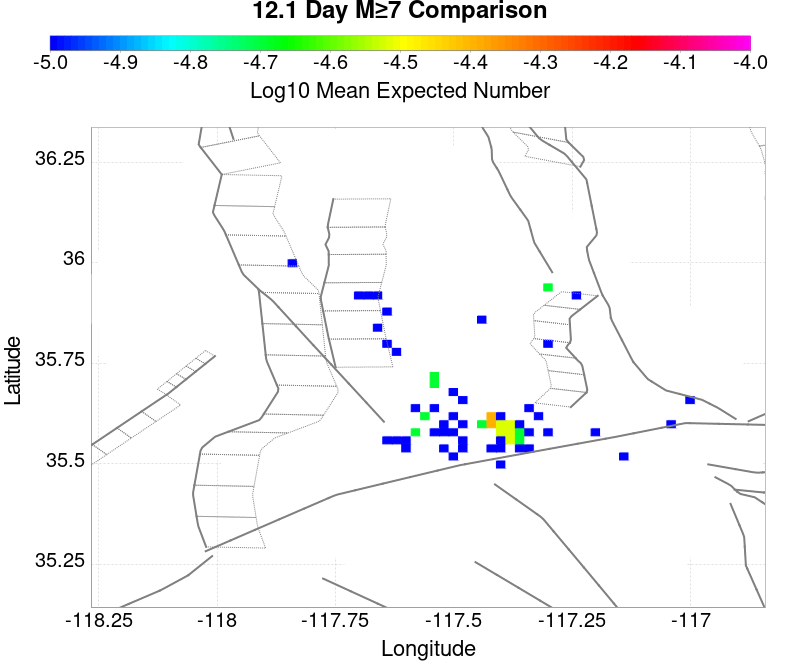 12.1 Day M≥7 Comparison
-5.0 -4.9 -4.8 -4.7 -4.6 -4.5 -4.4 -4.3 -4.2 -4.1 -4.0
Log10 Mean Expected Number
36.25
36
35.75
35.5
35.25
Latitude
-118.25 -118 -117.75 -117.5 -117.25 -117
Longitude